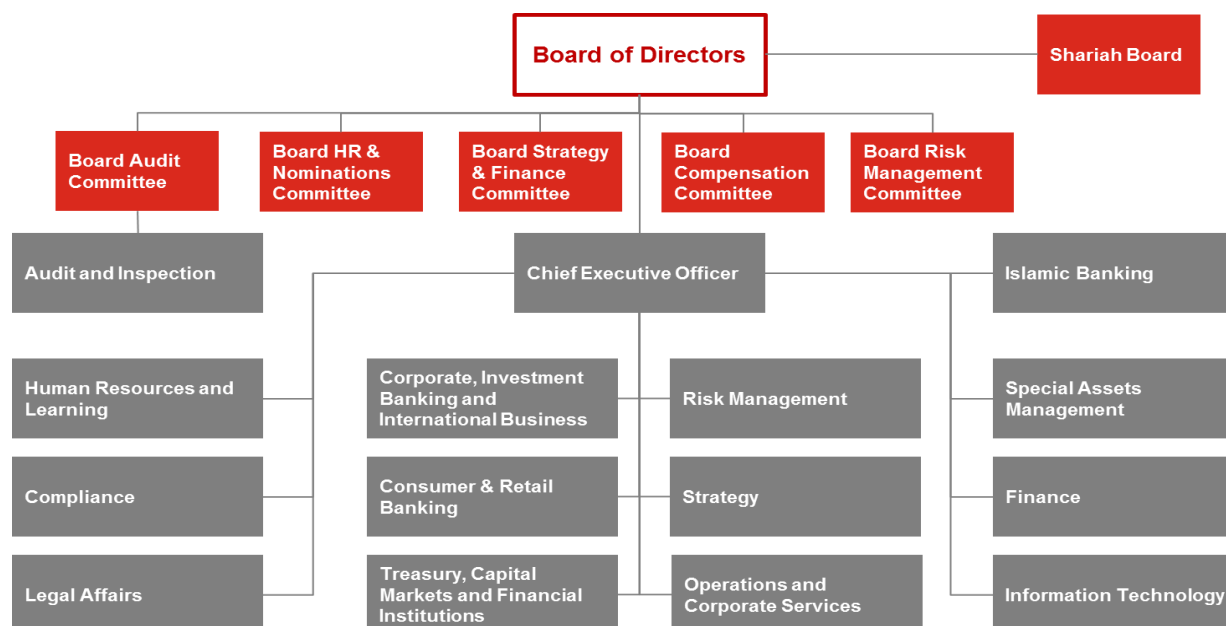 Board of Directors
Shariah Board
Board Audit
Committee
Board HR &
Nominations
Committee
Board Strategy
& Finance
Committee
Board
Compensation
Committee
Board Risk
Management
Committee
Audit and Inspection
Chief Executive Officer
Islamic Banking
Human Resources and
Learning
Corporate, Investment
Banking and
International Business
Risk Management
Special Assets
Management
Compliance
Consumer & Retail
Banking
Strategy
Finance
Legal Affairs
Treasury, Capital
Markets and Financial
Institutions
Operations and
Corporate Services
Information Technology